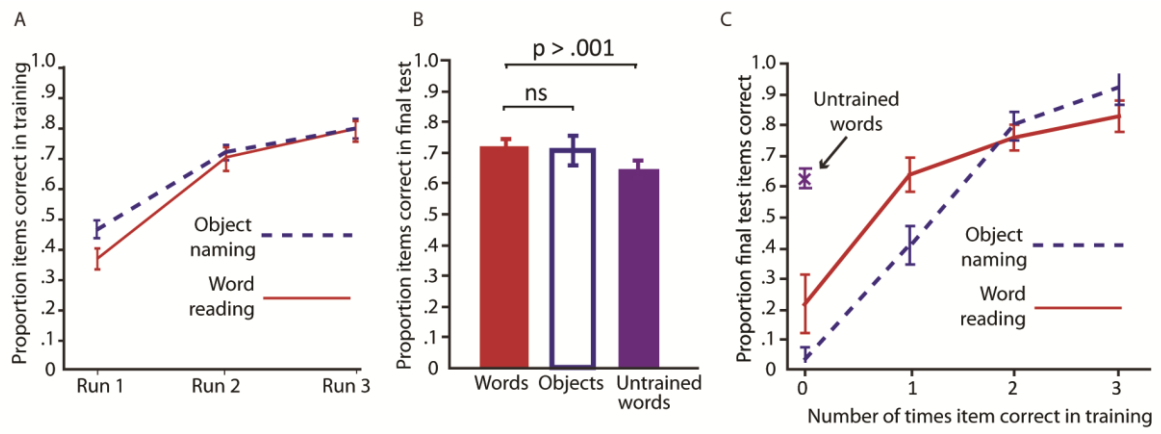 A
Proportion items correct in training
1.0
.9
.8
.7
.6
.5
.4
.3
.2
.1
0
Object
naming
Word
reading
Run 1
Run 2
Run 3
B
Proportion items correct in final test
1.0
.9
.8
.7
.6
.5
.4
.3
.2
.1
0
p > .001
ns
Words
Objects
Untrained
words
C
Proportion final test items correct
1.0
.9
.8
.7
.6
.5
.4
.3
.2
.1
0
Untrained
words
Object
naming
Word
reading
0
1
2
3
Number of times item correct in training